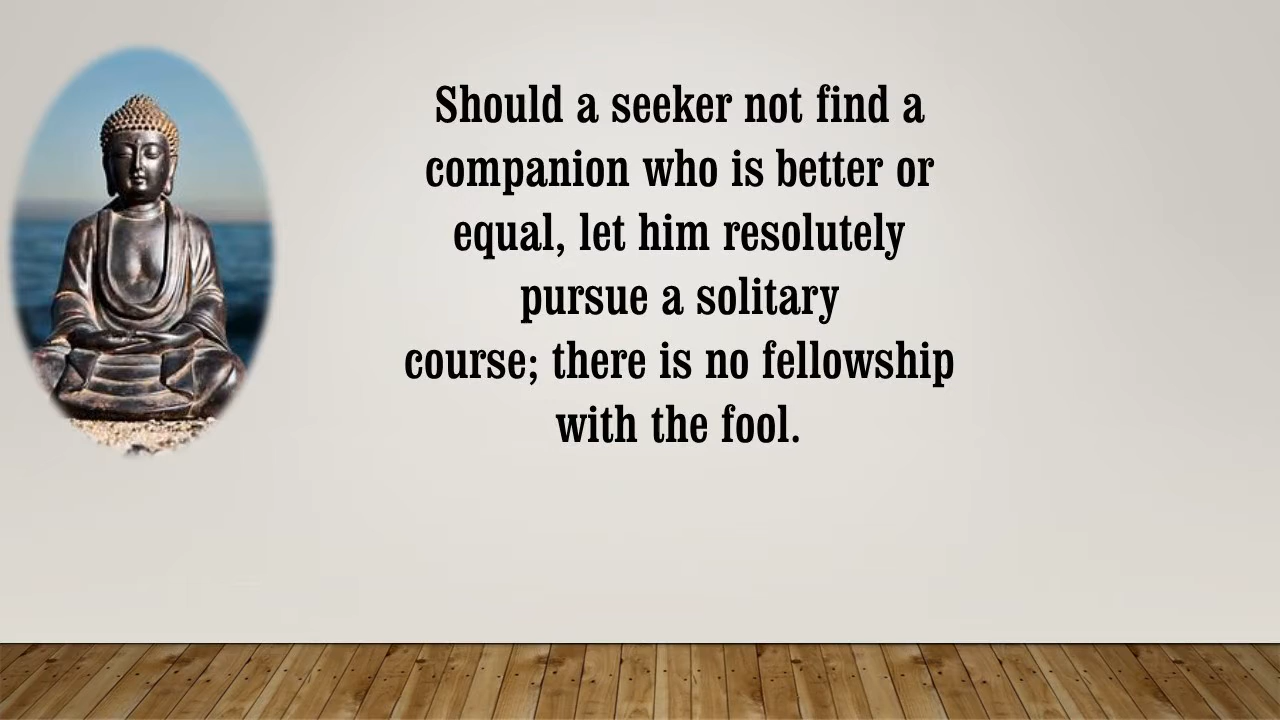 Should a seeker not find a
companion who is better or
equal, let him resolutely
pursue a solitary
course; there is no fellowship
with the fool.